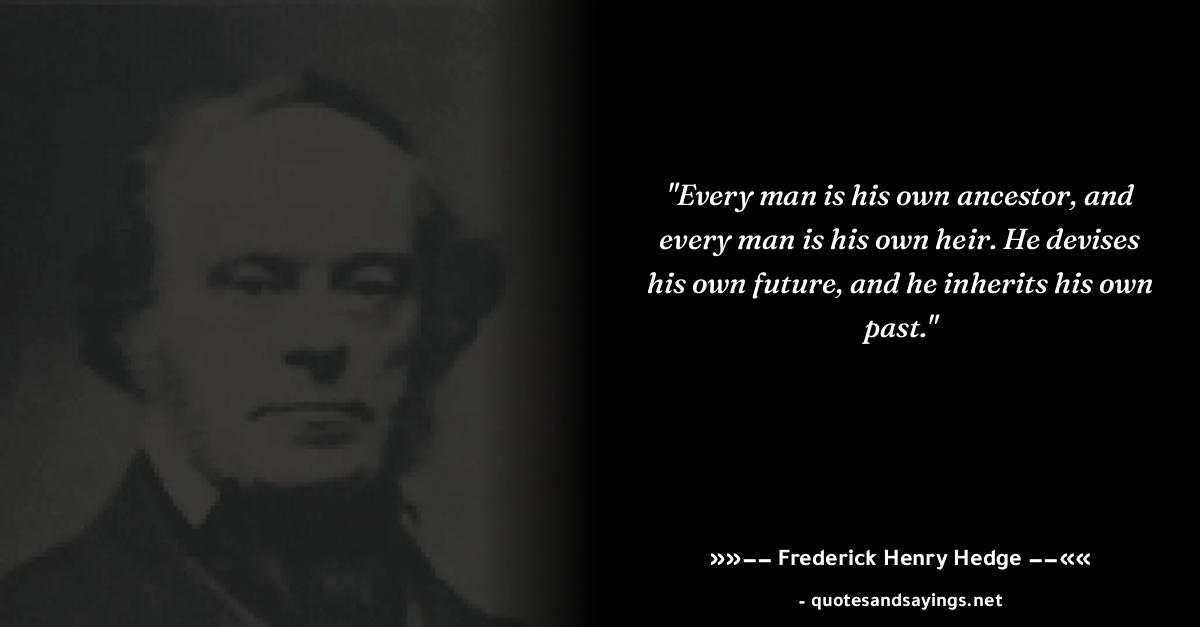 "Every man is his own ancestor, and
every man is his own heir. He devises
his own future, and he inherits his own
past."
»»–– Frederick Henry Hedge ––««
- quotesandsayings.net